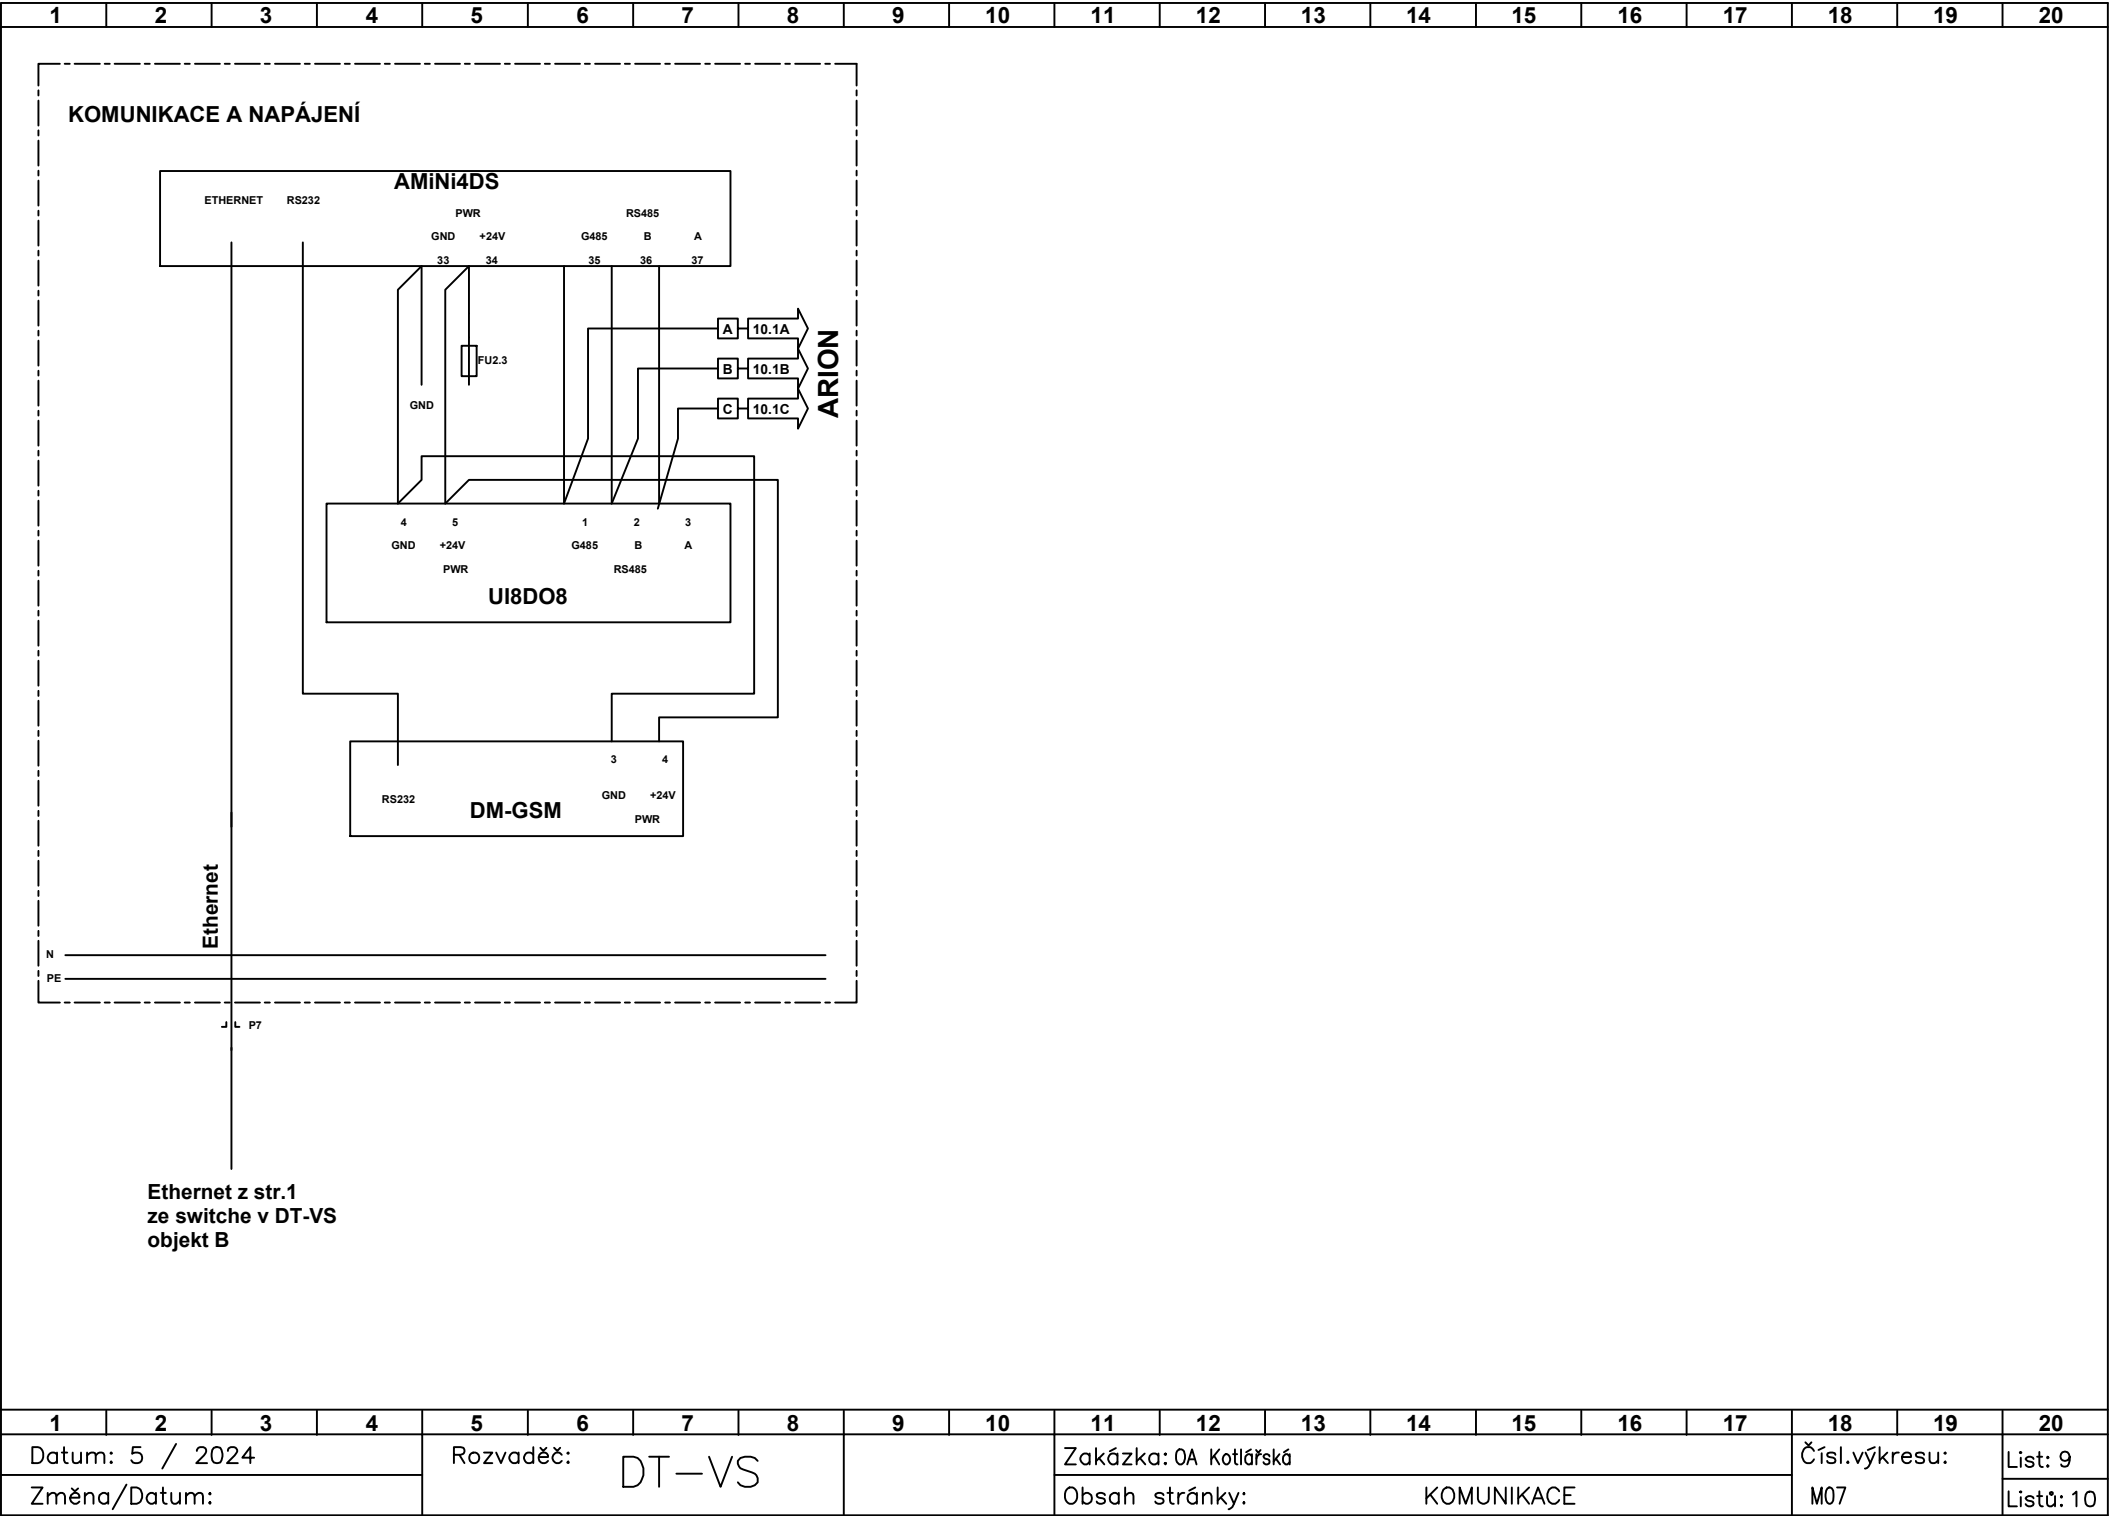 1 2 3 4 5 6 7 8 9 10 11 12 13 14 15 16 17 18 19 20
KOMUNIKACE A NAPÁJENÍ
AMiNi4DS
ETHERNET RS232
PWR RS485
GND +24V G485 B A
33 34 35 36 37
A 10.1A
B 10.1B
C 10.1C
ARION
FU2.3
GND
4 5 1 2 3
GND +24V G485 B A
PWR RS485
UI8DO8
3 4
RS232 GND +24V
DM-GSM
PWR
Ethernet
N
PE
P7
Ethernet z str.1
ze switche v DT-VS
objekt B
1 2 3 4 5 6 7 8 9 10 11 12 13 14 15 16 17 18 19 20
Datum: 5 / 2024
Změna/Datum:
Rozvaděč: DT-VS
Zakázka: OA Kotlářská
Obsah stránky: KOMUNIKACE
Čísl.výkresu:
M07
List: 9
Listů: 10